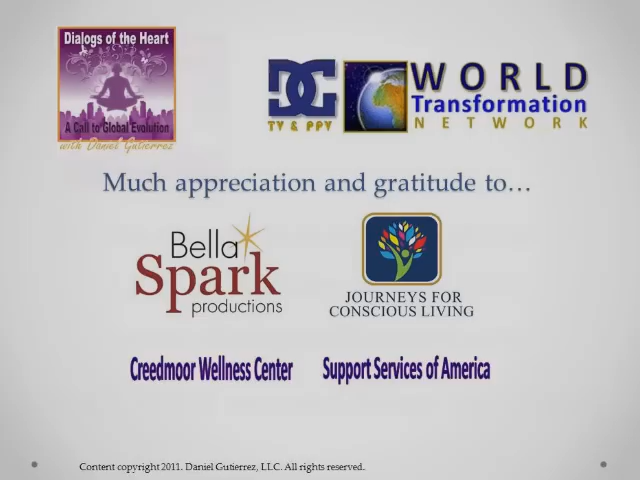 Dialogs of the Heart
A Call to Global Evolution
with Daniel Gutierrez
DC
TV & PPV
WORLD
Transformation
NETWORK
Much appreciation and gratitude to…
Bella
Spark
productions
JOURNEYS FOR
CONSCIOUS LIVING
Creedmoor Wellness Center
Support Services of America
Content copyright 2011. Daniel Gutierrez, LLC. All rights reserved.